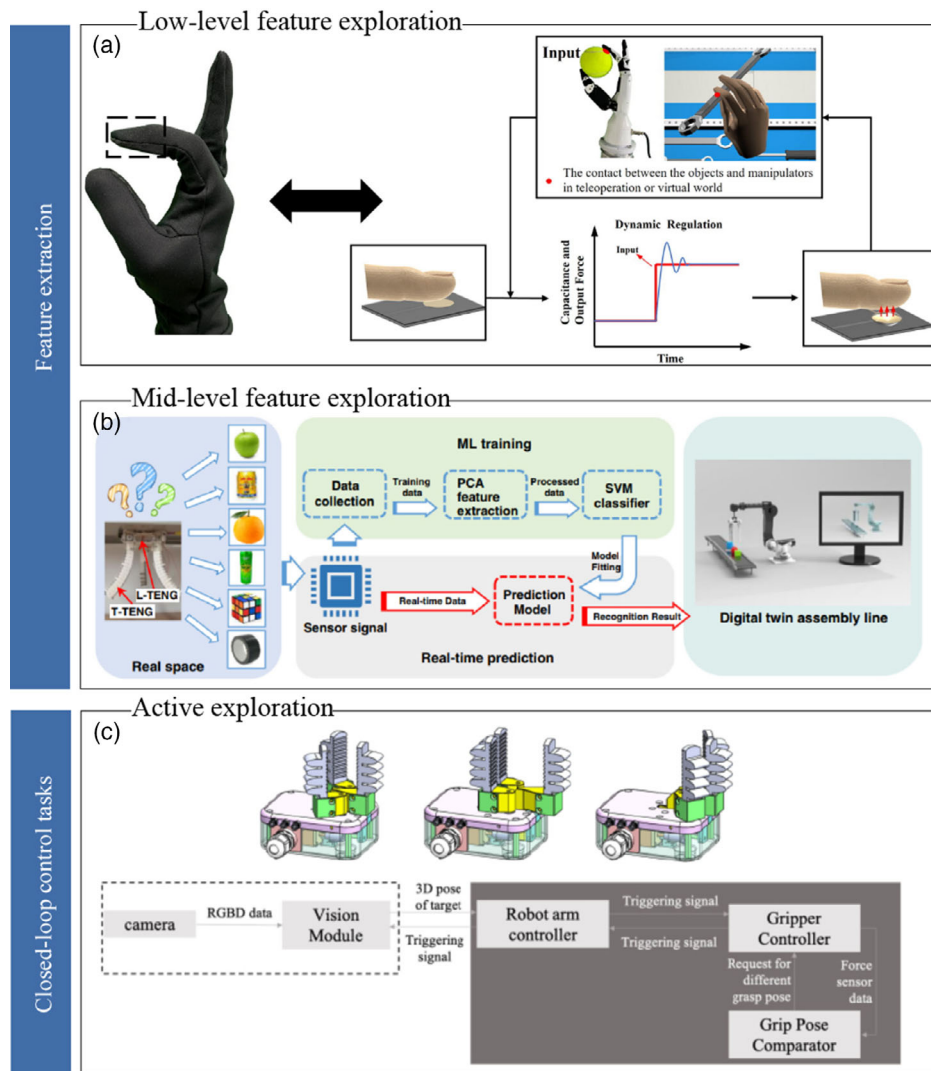 Low-level feature exploration
(a)
Feature extraction
Input
The contact between the objects and manipulators
in teleoperation or virtual world
Dynamic Regulation
Input
Capacitance and
Output Force
Time
Mid-level feature exploration
(b)
L-TENG
T-TENG
Real space
ML training
Data
collection
Training
data
PCA
feature
extraction
Processed
data
SVM
classifier
Model
Fitting
Sensor signal
Real-time Data
Prediction
Model
Recognition Result
Real-time prediction
Digital twin assembly line
Active exploration
(c)
Closed-loop control tasks
camera
RGBD data
Vision
Module
3D pose
of target
Triggering
signal
Robot arm
controller
Triggering signal
Triggering signal
Gripper
Controller
Request for
different
grasp pose
Force
sensor
data
Grip Pose
Comparator